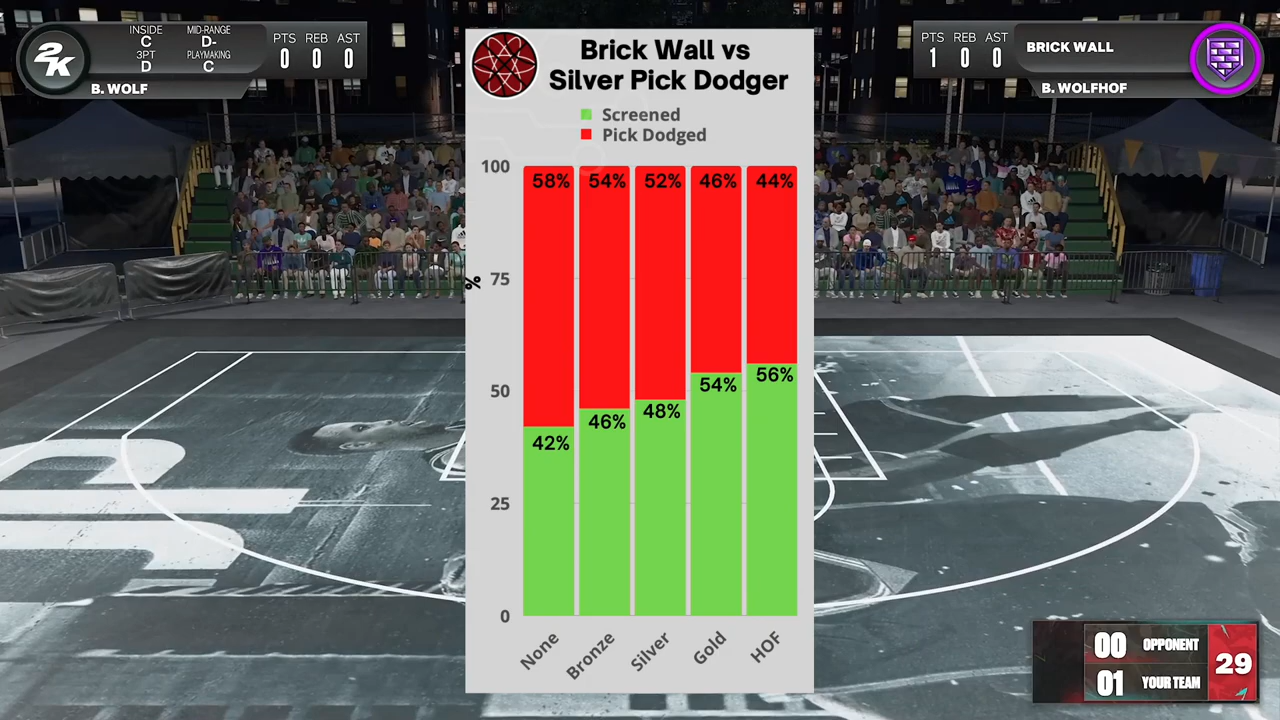 2K
INSIDE
C
3PT
D
MID-RANGE
D-
PLAYMAKING
C
PTS REB AST
0 0 0
B. WOLF
Brick Wall vs
Silver Pick Dodger
Screened
Pick Dodged
PTS REB AST
1 0 0
BRICK WALL
B. WOLFHOF
%
100
75
50
25
0
58% 54% 52% 46% 44%
42% 46% 48% 54% 56%
None Bronze Silver Gold HOF
00 OPPONENT
01 YOUR TEAM
29